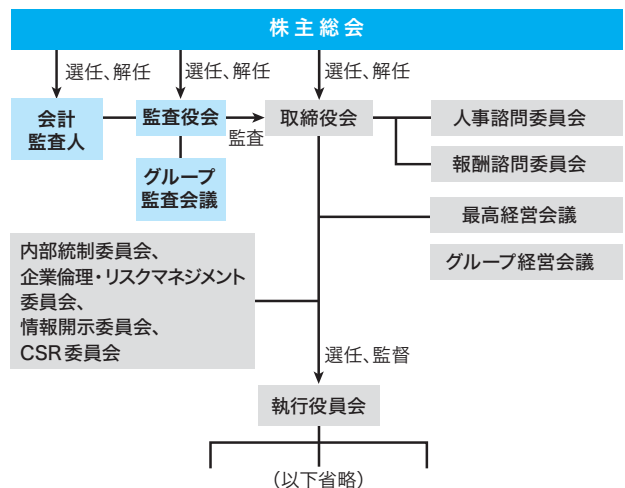 株主総会
選任、解任
選任、解任
選任、解任
会計
監査人
監査役会
監査
取締役会
人事諮問委員会
報酬諮問委員会
グループ
監査会議
最高経営会議
グループ経営会議
内部統制委員会、
企業倫理・リスクマネジメント
委員会、
情報開示委員会、
CSR委員会
選任、監督
執行役員会
(以下省略)